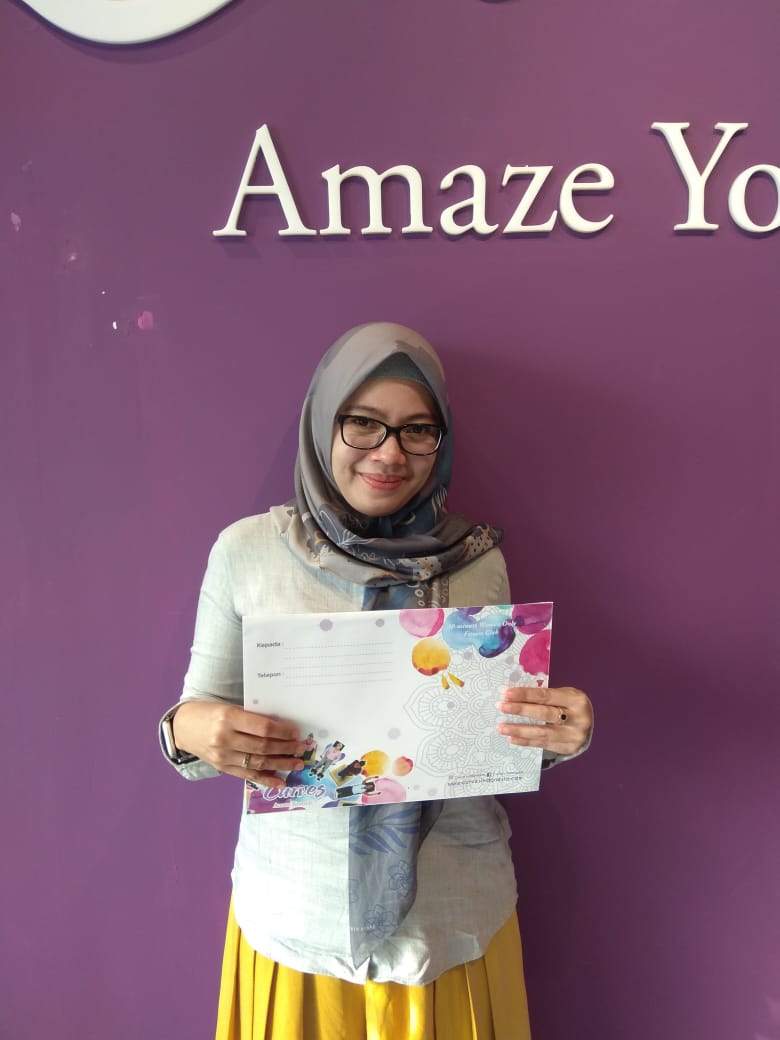 Amaze Yo
30-minute Women Only
Fitness Club
Kepada :
Telepon :
Curves